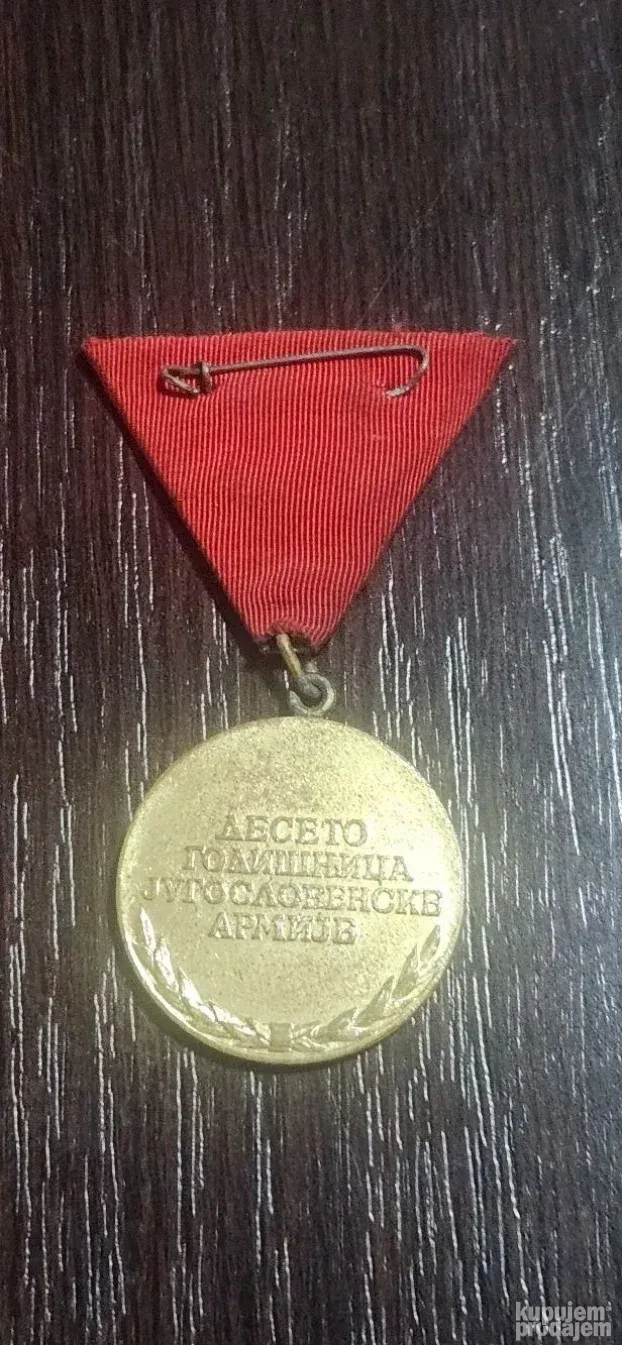 ДЕСЕТО
ГОДИШЊИЦА
ЈУГОСЛОВЕНСКЕ
АРМИЈЕ
kupujem
prodajem